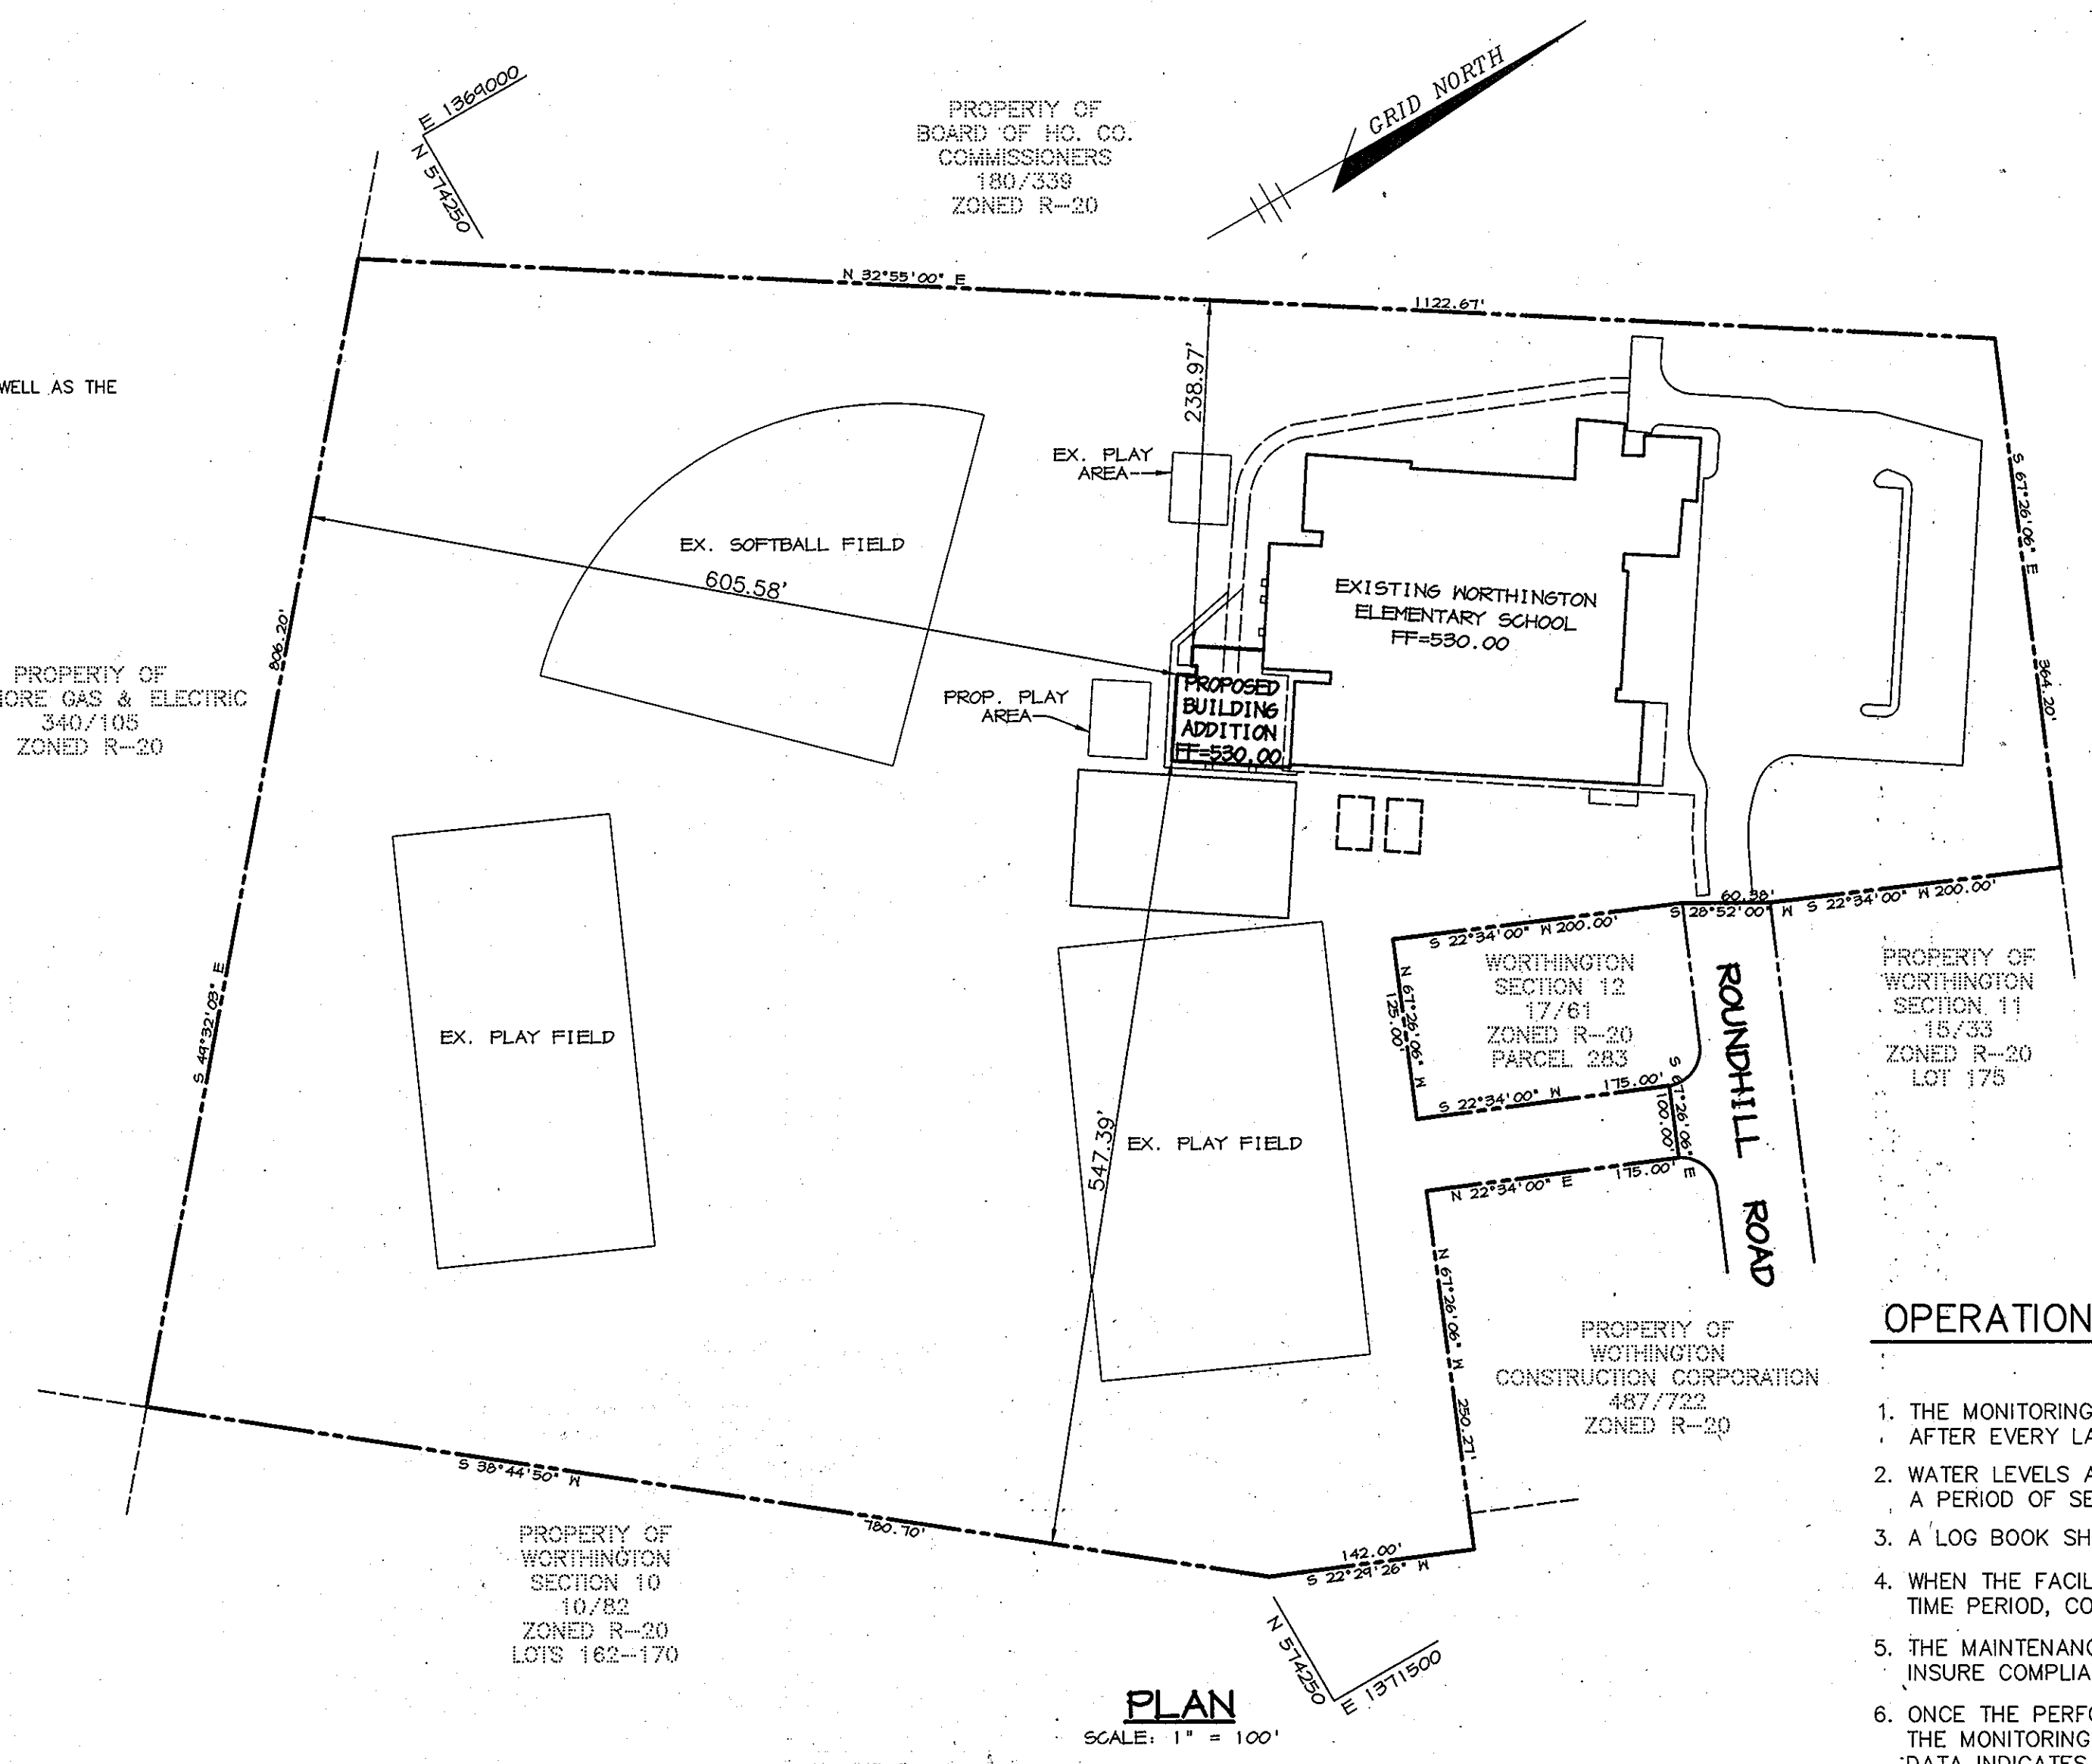 E 1369000
N 574250
PROPERTY OF
BOARD OF HO. CO.
COMMISSIONERS
180/339
ZONED R-20
GRID NORTH
N 32°55'00" E
1122.67'
WELL AS THE
238.97'
EX. PLAY
AREA
EX. SOFTBALL FIELD
605.58'
EXISTING WORTHINGTON
ELEMENTARY SCHOOL
FF=530.00
S 67°26'06" E
364.20'
806.20'
S 49°32'03" E
PROPERTY OF
MORE GAS & ELECTRIC
340/105
ZONED R-20
PROP. PLAY
AREA
PROPOSED
BUILDING
ADDITION
FF=530.00
60.38'
S 28°52'00" W
S 22°34'00" W 200.00'
S 22°34'00" W 200.00'
N 67°26'06" W
125.00'
WORTHINGTON
SECTION 12
17/61
ZONED R-20
PARCEL 283
S 22°34'00" W
175.00'
S 67°26'06" E
100.00'
N 22°34'00" E
175.00'
ROUNDHILL ROAD
PROPERTY OF
WORTHINGTON
SECTION 11
15/33
ZONED R-20
LOT 175
EX. PLAY FIELD
EX. PLAY FIELD
547.39'
N 67°26'06" W
250.27'
PROPERTY OF
WOTHINGTON
CONSTRUCTION CORPORATION
487/722
ZONED R-20
S 38°44'50" W
780.70'
142.00'
S 22°29'26" W
PROPERTY OF
WORTHINGTON
SECTION 10
10/82
ZONED R-20
LOTS 162-170
N 574250
E 1371500
PLAN
SCALE: 1" = 100'
OPERATION
1. THE MONITORING
AFTER EVERY LA
2. WATER LEVELS A
A PERIOD OF SE
3. A LOG BOOK SH
4. WHEN THE FACIL
TIME PERIOD, CO
5. THE MAINTENANC
INSURE COMPLIA
6. ONCE THE PERFO
THE MONITORING
DATA INDICATES